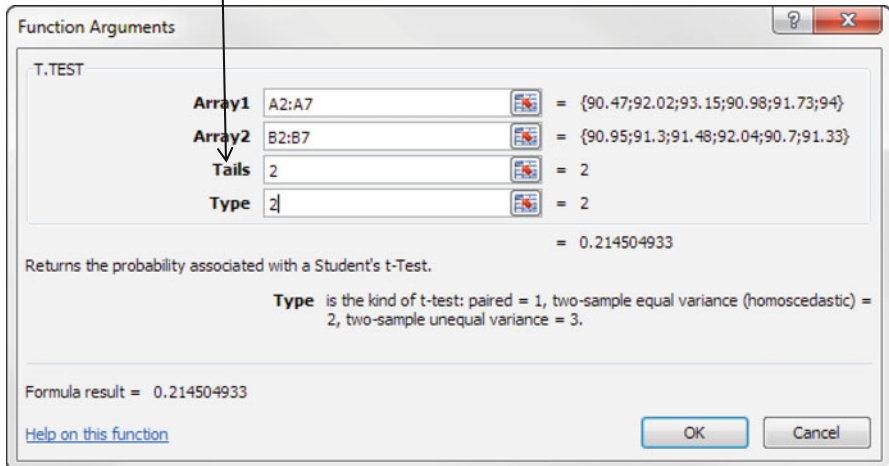 Function Arguments
T.TEST
Array1 A2:A7 = {90.47;92.02;93.15;90.98;91.73;94}
Array2 B2:B7 = {90.95;91.3;91.48;92.04;90.7;91.33}
Tails 2 = 2
Type 2 = 2
= 0.214504933
Returns the probability associated with a Student's t-Test.
Type is the kind of t-test: paired = 1, two-sample equal variance (homoscedastic) =
2, two-sample unequal variance = 3.
Formula result = 0.214504933
Help on this function OK Cancel